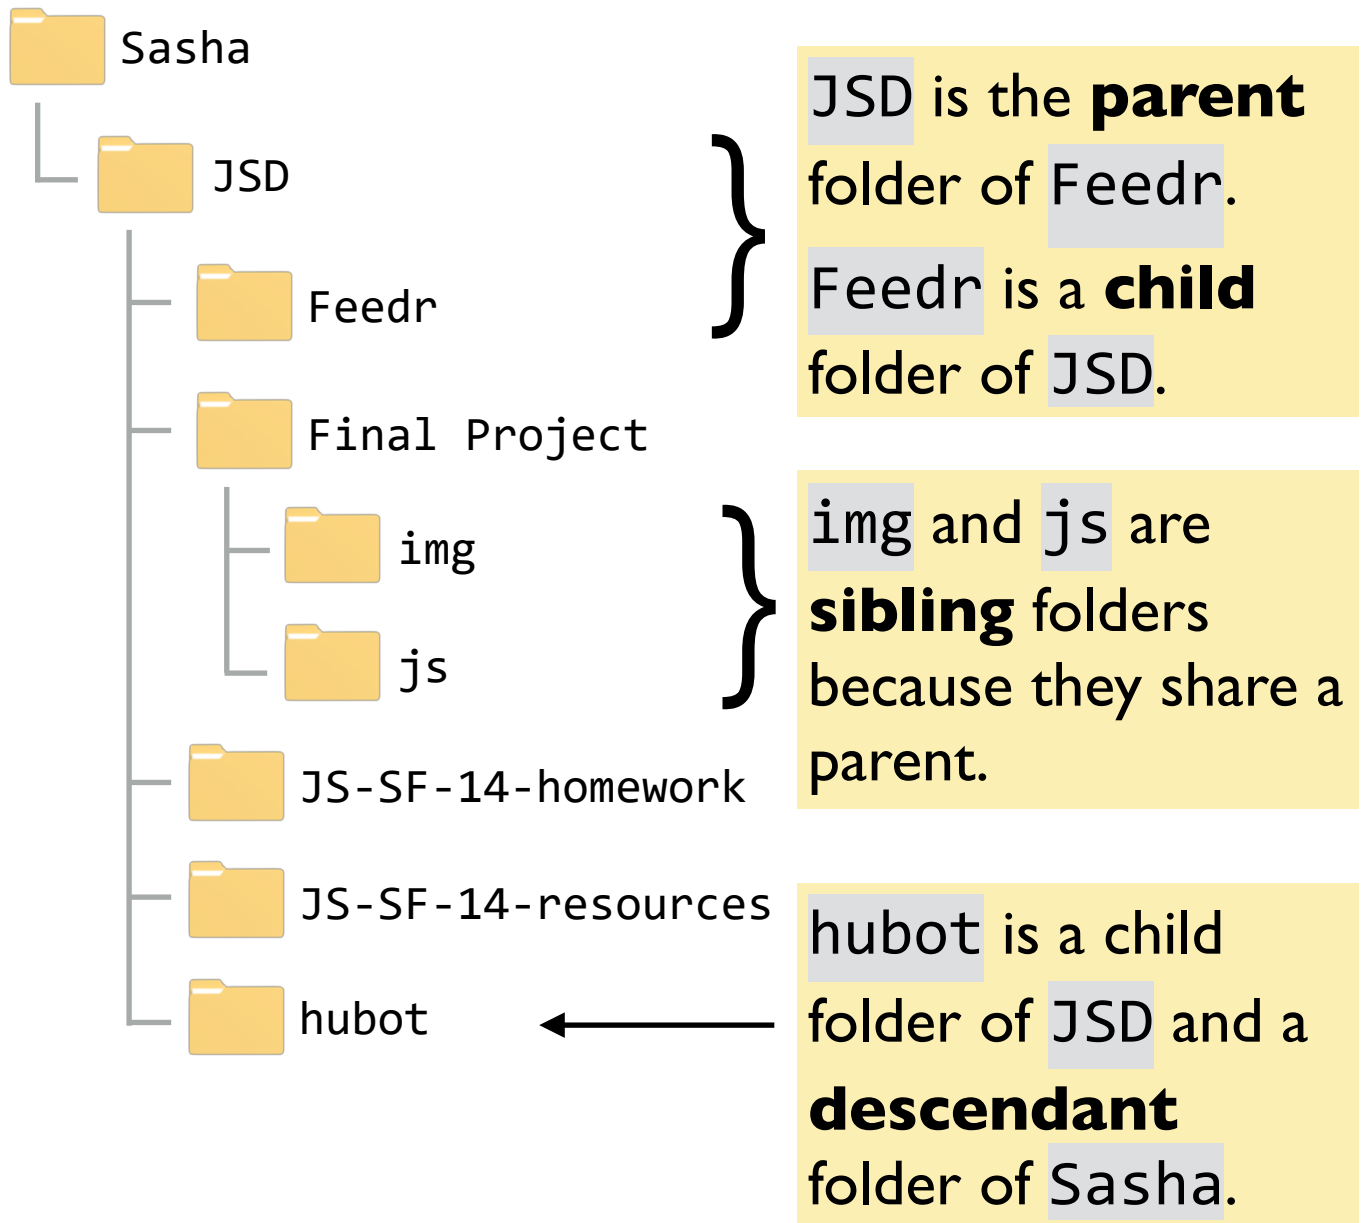 Sasha
JSD
Feedr
Final Project
img
js
JS-SF-14-homework
JS-SF-14-resources
hubot
JSD is the parent
folder of Feedr.
Feedr is a child
folder of JSD.
img and js are
sibling folders
because they share a
parent.
hubot is a child
folder of JSD and a
descendant
folder of Sasha.